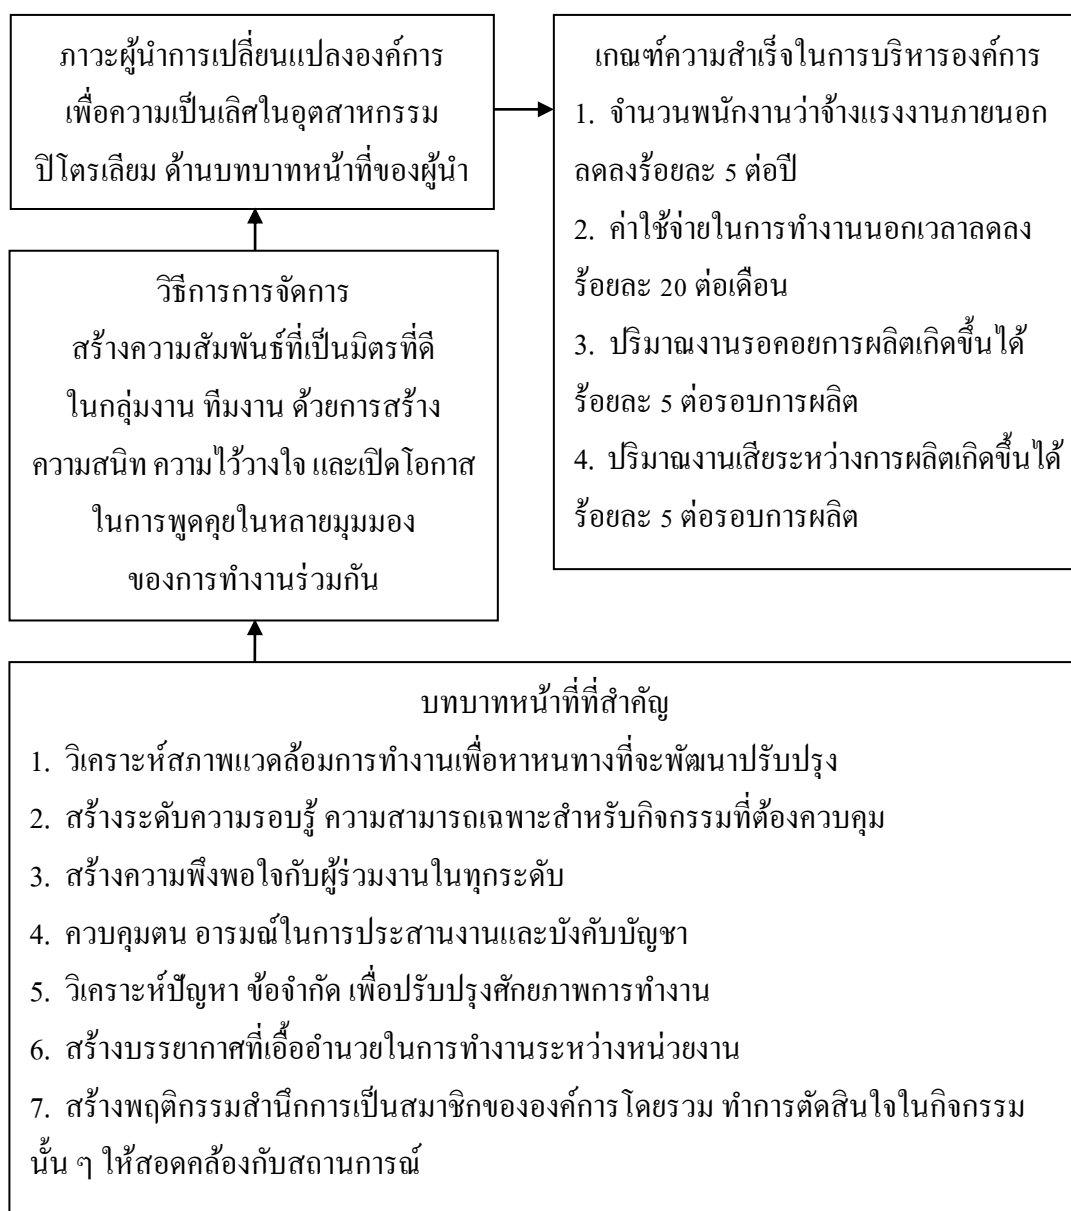 ภาวะผู้นำการเปลี่ยนแปลงองค์การ
เพื่อความเป็นเลิศในอุตสาหกรรม
ปิโตรเลียม ด้านบทบาทหน้าที่ของผู้นำ
เกณฑ์ความสำเร็จในการบริหารองค์การ
1. จำนวนพนักงานว่าจ้างแรงงานภายนอก
ลดลงร้อยละ 5 ต่อปี
2. ค่าใช้จ่ายในการทำงานนอกเวลาลดลง
ร้อยละ 20 ต่อเดือน
3. ปริมาณงานรอคอยการผลิตเกิดขึ้นได้
ร้อยละ 5 ต่อรอบการผลิต
4. ปริมาณงานเสียระหว่างการผลิตเกิดขึ้นได้
ร้อยละ 5 ต่อรอบการผลิต
วิธีการการจัดการ
สร้างความสัมพันธ์ที่เป็นมิตรที่ดี
ในกลุ่มงาน ทีมงาน ด้วยการสร้าง
ความสนิท ความไว้วางใจ และเปิดโอกาส
ในการพูดคุยในหลายมุมมอง
ของการทำงานร่วมกัน
บทบาทหน้าที่ที่สำคัญ
1. วิเคราะห์สภาพแวดล้อมการทำงานเพื่อหาหนทางที่จะพัฒนาปรับปรุง
2. สร้างระดับความรอบรู้ ความสามารถเฉพาะสำหรับกิจกรรมที่ต้องควบคุม
3. สร้างความพึงพอใจกับผู้ร่วมงานในทุกระดับ
4. ควบคุมตน อารมณ์ในการประสานงานและบังคับบัญชา
5. วิเคราะห์ปัญหา ข้อจำกัด เพื่อปรับปรุงศักยภาพการทำงาน
6. สร้างบรรยากาศที่เอื้ออำนวยในการทำงานระหว่างหน่วยงาน
7. สร้างพฤติกรรมสำนึกการเป็นสมาชิกขององค์การโดยรวม ทำการตัดสินใจในกิจกรรม
นั้น ๆ ให้สอดคล้องกับสถานการณ์